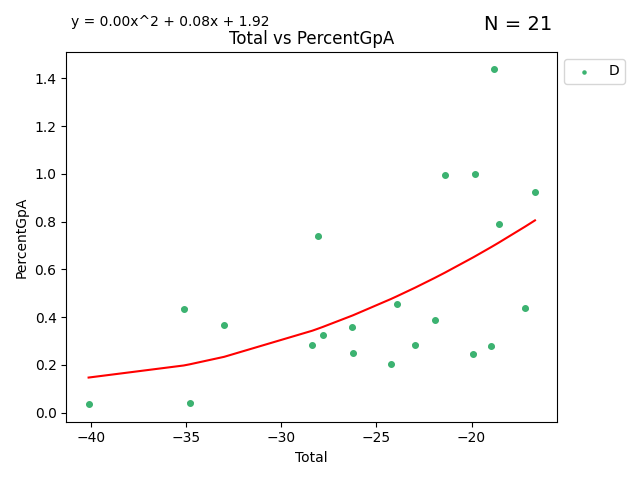 y = 0.00x^2 + 0.08x + 1.92
N = 21
Total vs PercentGpA
D
PercentGpA
1.4
1.2
1.0
0.8
0.6
0.4
0.2
0.0
−40
−35
−30
−25
−20
Total